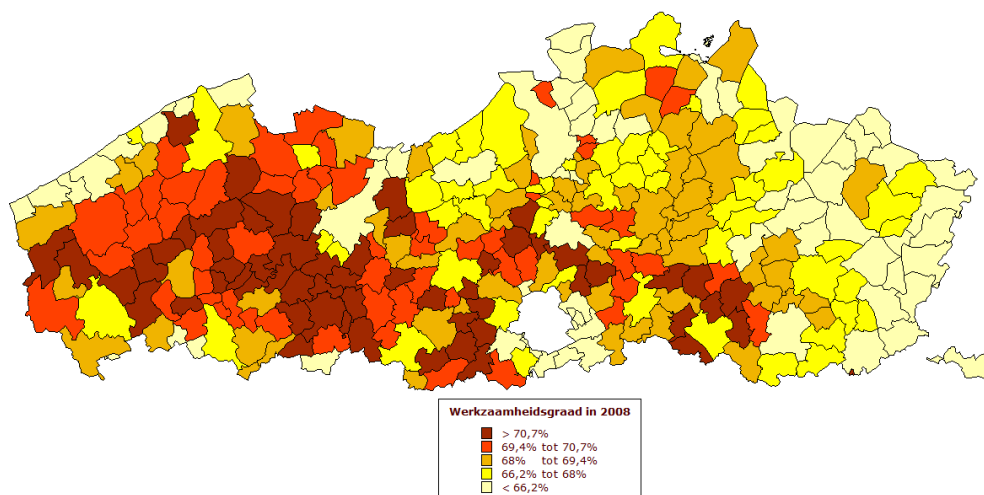 Werkzaamheidsgraad in 2008
> 70,7%
69,4% tot 70,7%
68% tot 69,4%
66,2% tot 68%
< 66,2%